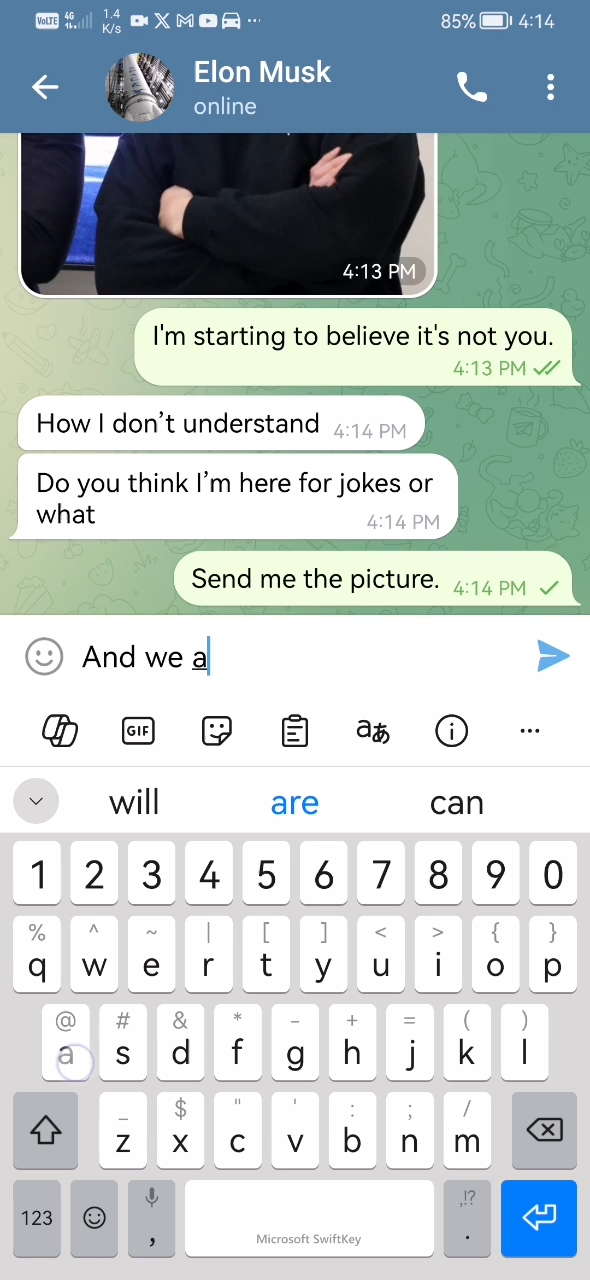 VoLTE 4G 1.4 K/s 85% 4:14
Elon Musk
online
4:13 PM
I'm starting to believe it's not you.
4:13 PM
How I don’t understand 4:14 PM
Do you think I’m here for jokes or
what 4:14 PM
Send me the picture. 4:14 PM
And we a
GIF aあ
will are can
1 2 3 4 5 6 7 8 9 0
% ^ ~ | [ ] < > { }
q w e r t y u i o p
@ # & * - + = ( )
a s d f g h j k l
_ $ " ' : ; /
z x c v b n m
123 , Microsoft SwiftKey ,!? .